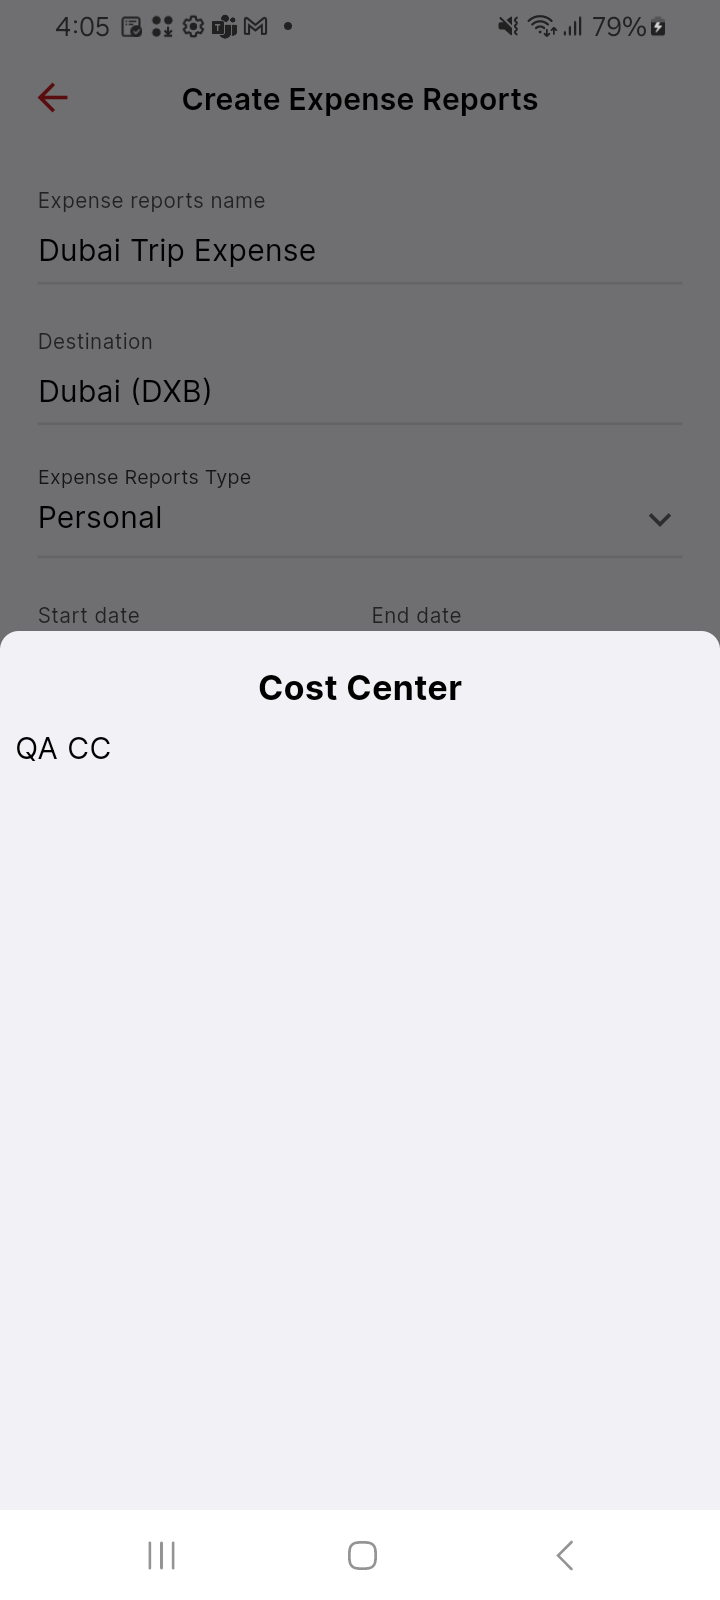 4:05 79%
Create Expense Reports
Expense reports name
Dubai Trip Expense
Destination
Dubai (DXB)
Expense Reports Type
Personal
Start date End date
Cost Center
QA CC